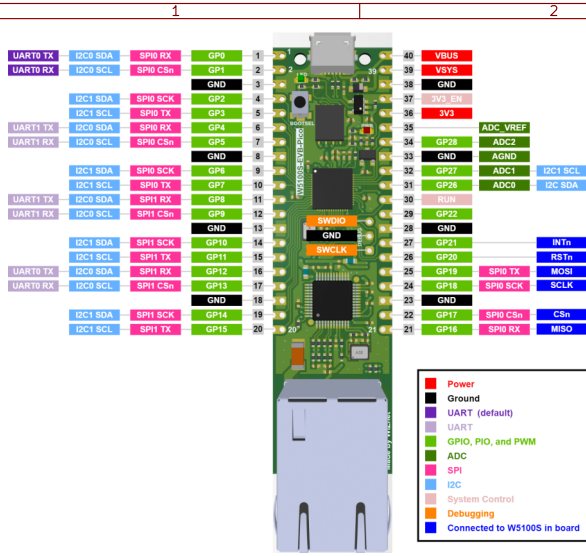 1 2
UART0 TX I2C0 SDA SPI0 RX GP0 1 1 40 VBUS
UART0 RX I2C0 SCL SPI0 CSn GP1 2 2 39 39 VSYS
GND 3 38 GND
I2C1 SDA SPI0 SCK GP2 4 37 3V3_EN
I2C1 SCL SPI0 TX GP3 5 BOOTSEL 36 3V3
UART1 TX I2C0 SDA SPI0 RX GP4 6 35 ADC_VREF
UART1 RX I2C0 SCL SPI0 CSn GP5 7 34 GP28 ADC2
GND 8 33 GND AGND
I2C1 SDA SPI0 SCK GP6 9 32 GP27 ADC1 I2C1 SCL
I2C1 SCL SPI0 TX GP7 10 31 GP26 ADC0 I2C SDA
W5100S-EVB-Pico
UART1 TX I2C0 SDA SPI1 RX GP8 11 30 RUN
UART1 RX I2C0 SCL SPI1 CSn GP9 12 29 GP22
SWDIO
GND 13 GND 28 GND
SWCLK
I2C1 SDA SPI1 SCK GP10 14 27 GP21 INTn
I2C1 SCL SPI1 TX GP11 15 26 GP20 RSTn
UART0 TX I2C0 SDA SPI1 RX GP12 16 25 GP19 SPI0 TX MOSI
UART0 RX I2C0 SCL SPI1 CSn GP13 17 24 GP18 SPI0 SCK SCLK
GND 18 23 GND
I2C1 SDA SPI1 SCK GP14 19 22 GP17 SPI0 CSn CSn
I2C1 SCL SPI1 TX GP15 20 20 21 21 GP16 SPI0 RX MISO
Power
Ground
UART (default)
UART
GPIO, PIO, and PWM
ADC
SPI
I2C
System Control
Debugging
Connected to W5100S in board